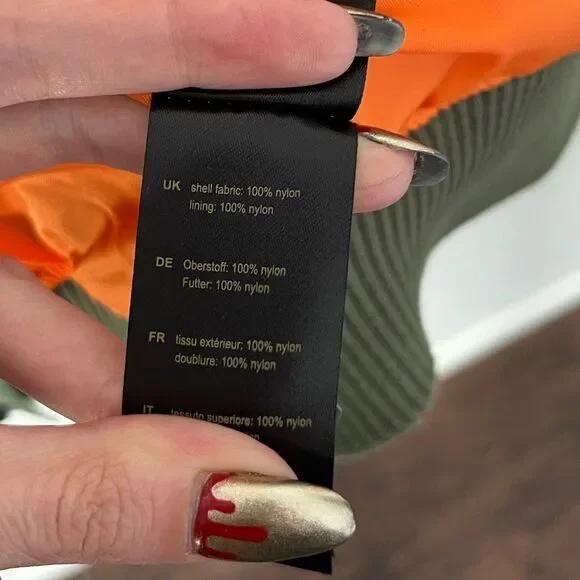 UK shell fabric: 100% nylon
lining: 100% nylon
DE Oberstoff: 100% nylon
Futter: 100% nylon
FR tissu extérieur: 100% nylon
doublure: 100% nylon
IT tessuto superiore: 100% nylon